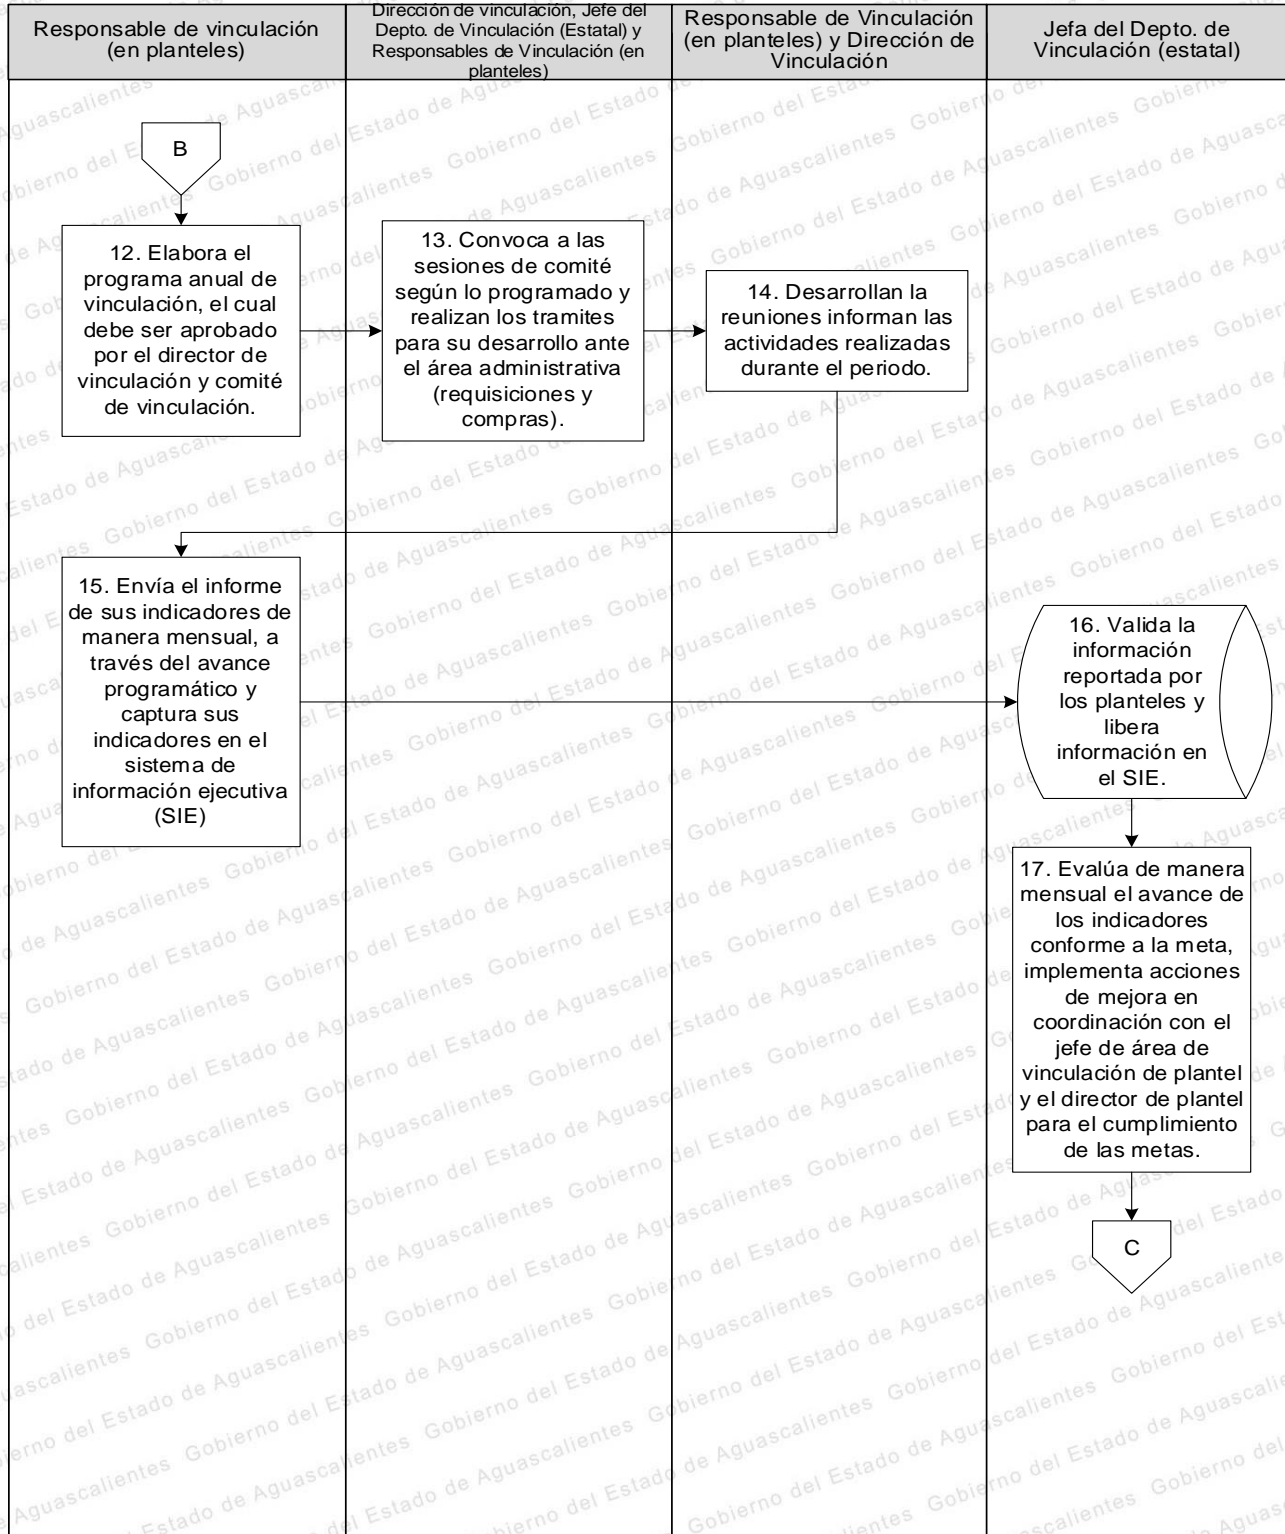 Responsable de vinculación
(en planteles)
Dirección de vinculación, Jefe del
Depto. de Vinculación (Estatal) y
Responsables de Vinculación (en
planteles)
Responsable de Vinculación
(en planteles) y Dirección de
Vinculación
Jefa del Depto. de
Vinculación (estatal)
B
12. Elabora el
programa anual de
vinculación, el cual
debe ser aprobado
por el director de
vinculación y comité
de vinculación.
13. Convoca a las
sesiones de comité
según lo programado y
realizan los tramites
para su desarrollo ante
el área administrativa
(requisiciones y
compras).
14. Desarrollan la
reuniones informan las
actividades realizadas
durante el periodo.
15. Envía el informe
de sus indicadores de
manera mensual, a
través del avance
programático y
captura sus
indicadores en el
sistema de
información ejecutiva
(SIE)
16. Valida la
información
reportada por
los planteles y
libera
información en
el SIE.
17. Evalúa de manera
mensual el avance de
los indicadores
conforme a la meta,
implementa acciones
de mejora en
coordinación con el
jefe de área de
vinculación de plantel
y el director de plantel
para el cumplimiento
de las metas.
C
Gobierno del Estado de Aguascalientes